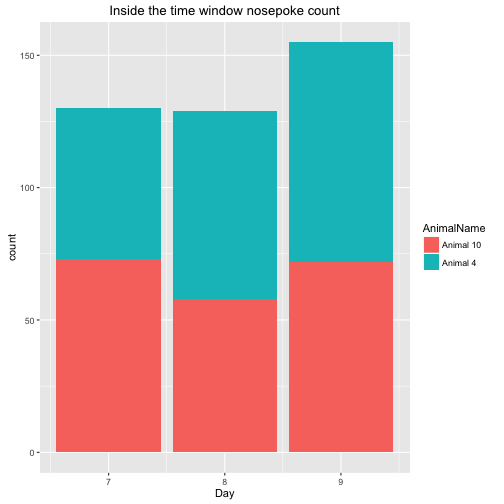 Inside the time window nosepoke count
150
100
50
0
count
7 8 9
Day
AnimalName
Animal 10
Animal 4